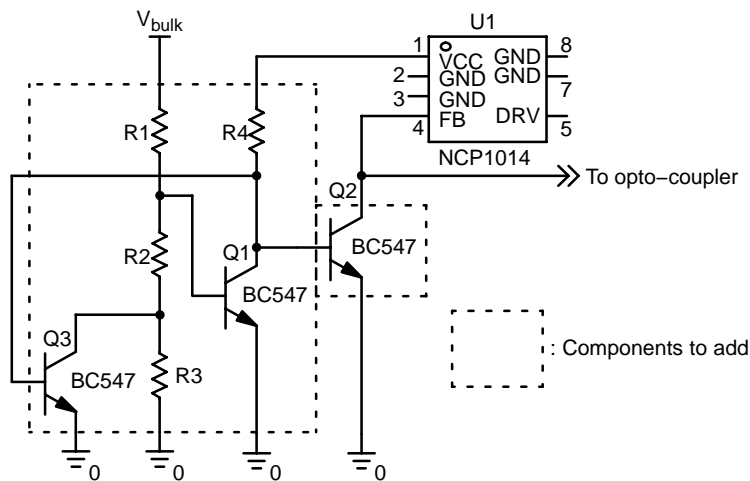 Vbulk
U1
1
VCC
GND
8
2
GND
GND
7
3
GND
4
FB
DRV
5
NCP1014
R1
R4
Q2
To opto−coupler
BC547
R2
Q1
BC547
Q3
BC547
R3
: Components to add
0
0
0
0